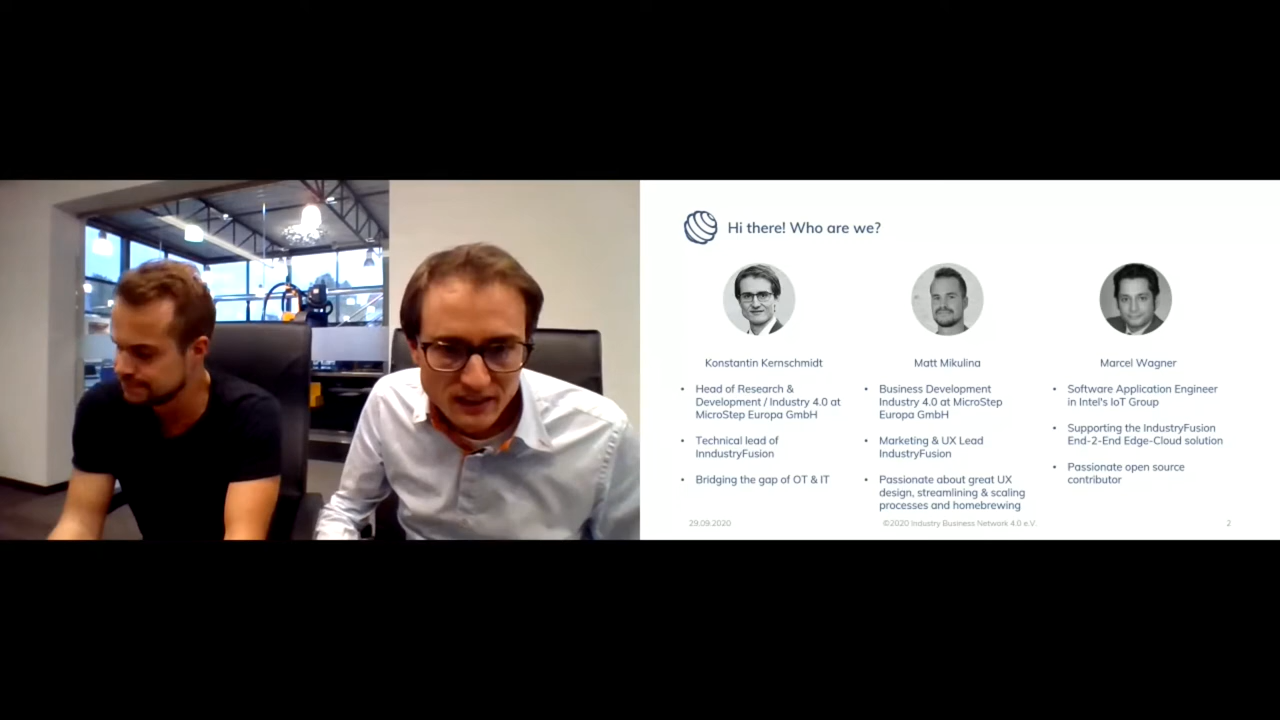 Hi there! Who are we?
Konstantin Kernschmidt
• Head of Research &
Development / Industry 4.0 at
MicroStep Europa GmbH
• Technical lead of
InndustryFusion
• Bridging the gap of OT & IT
Matt Mikulina
• Business Development
Industry 4.0 at MicroStep
Europa GmbH
• Marketing & UX Lead
IndustryFusion
• Passionate about great UX
design, streamlining & scaling
processes and homebrewing
Marcel Wagner
• Software Application Engineer
in Intel's IoT Group
• Supporting the IndustryFusion
End-2-End Edge-Cloud solution
• Passionate open source
contributor
29.09.2020
©2020 Industry Business Network 4.0 e.V.
2